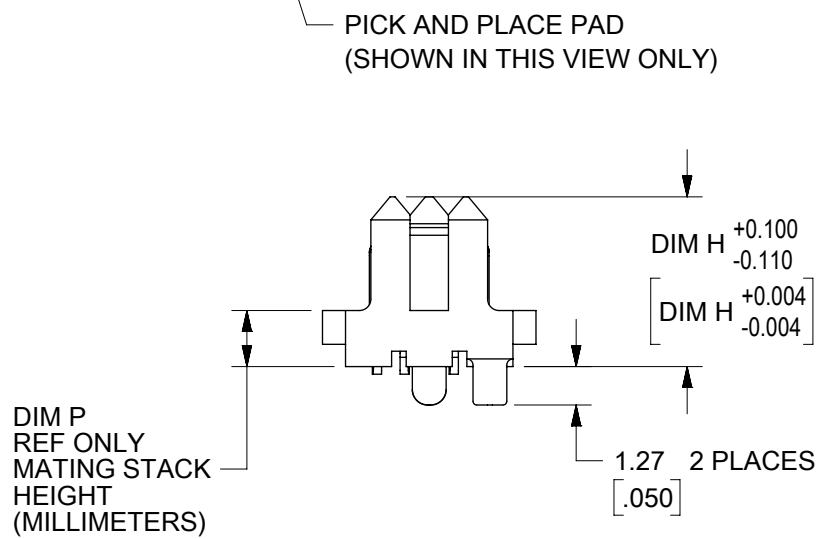 PICK AND PLACE PAD
(SHOWN IN THIS VIEW ONLY)
DIM H +0.100
-0.110
DIM H +0.004
-0.004
DIM P
REF ONLY
MATING STACK
HEIGHT
(MILLIMETERS)
1.27 2 PLACES
[.050]